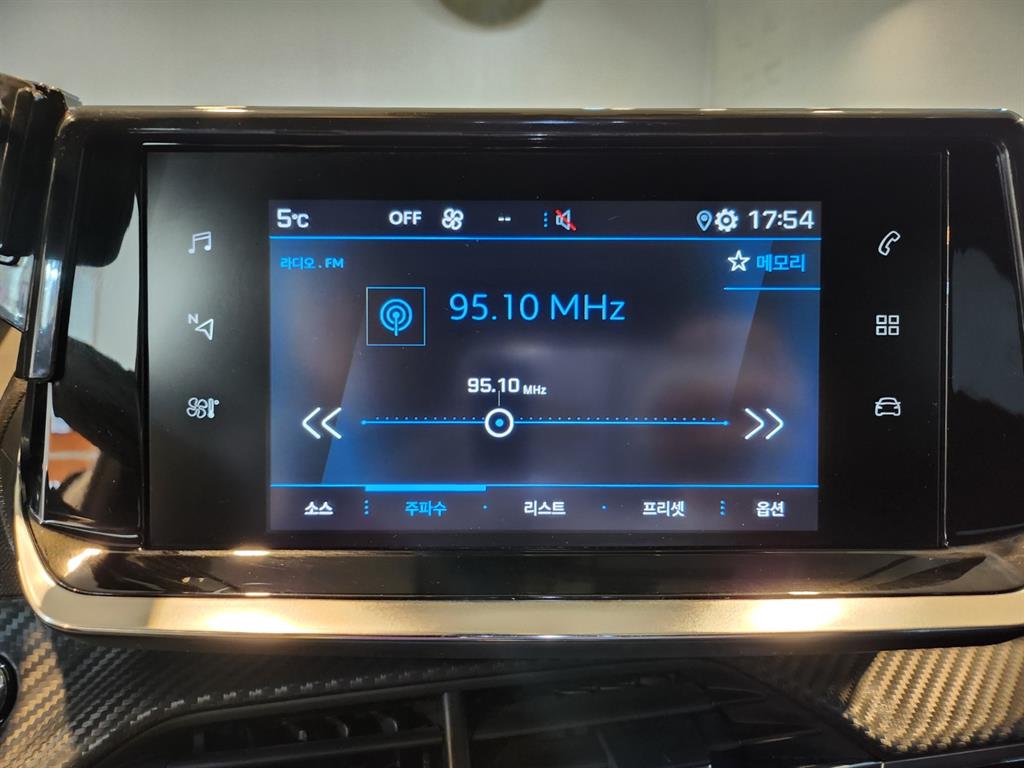 5°C OFF -- 17:54
라디오 . FM
메모리
95.10 MHz
N
95.10 MHz
소스 주파수 리스트 프리셋 옵션